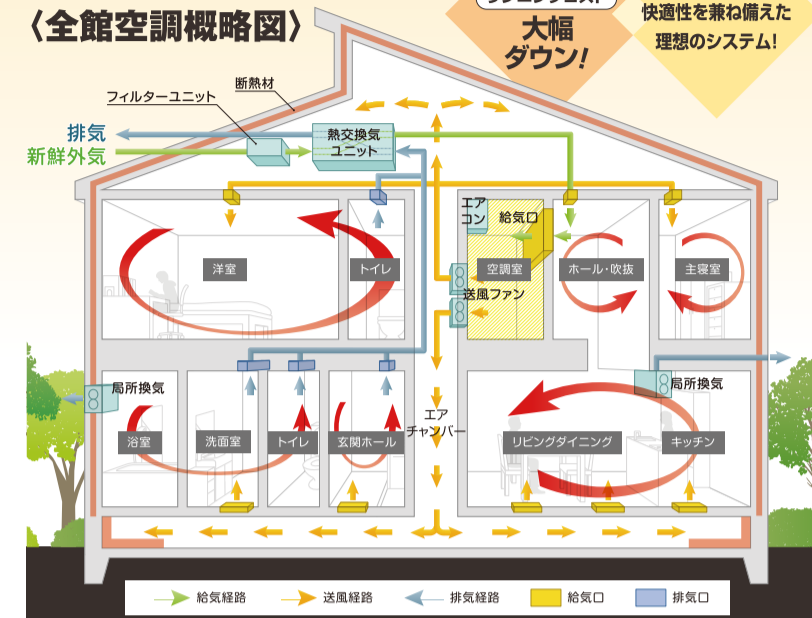 〈全館空調概略図〉
大幅
ダウン!
快適性を兼ね備えた
理想のシステム!
断熱材
フィルターユニット
排気
新鮮外気
熱交換気
ユニット
エア
コン
給気口
洋室
トイレ
空調室
ホール・吹抜
主寝室
送風ファン
局所換気
局所換気
エア
チャンバー
浴室
洗面室
トイレ
玄関ホール
リビングダイニング
キッチン
給気経路
送風経路
排気経路
給気口
排気口